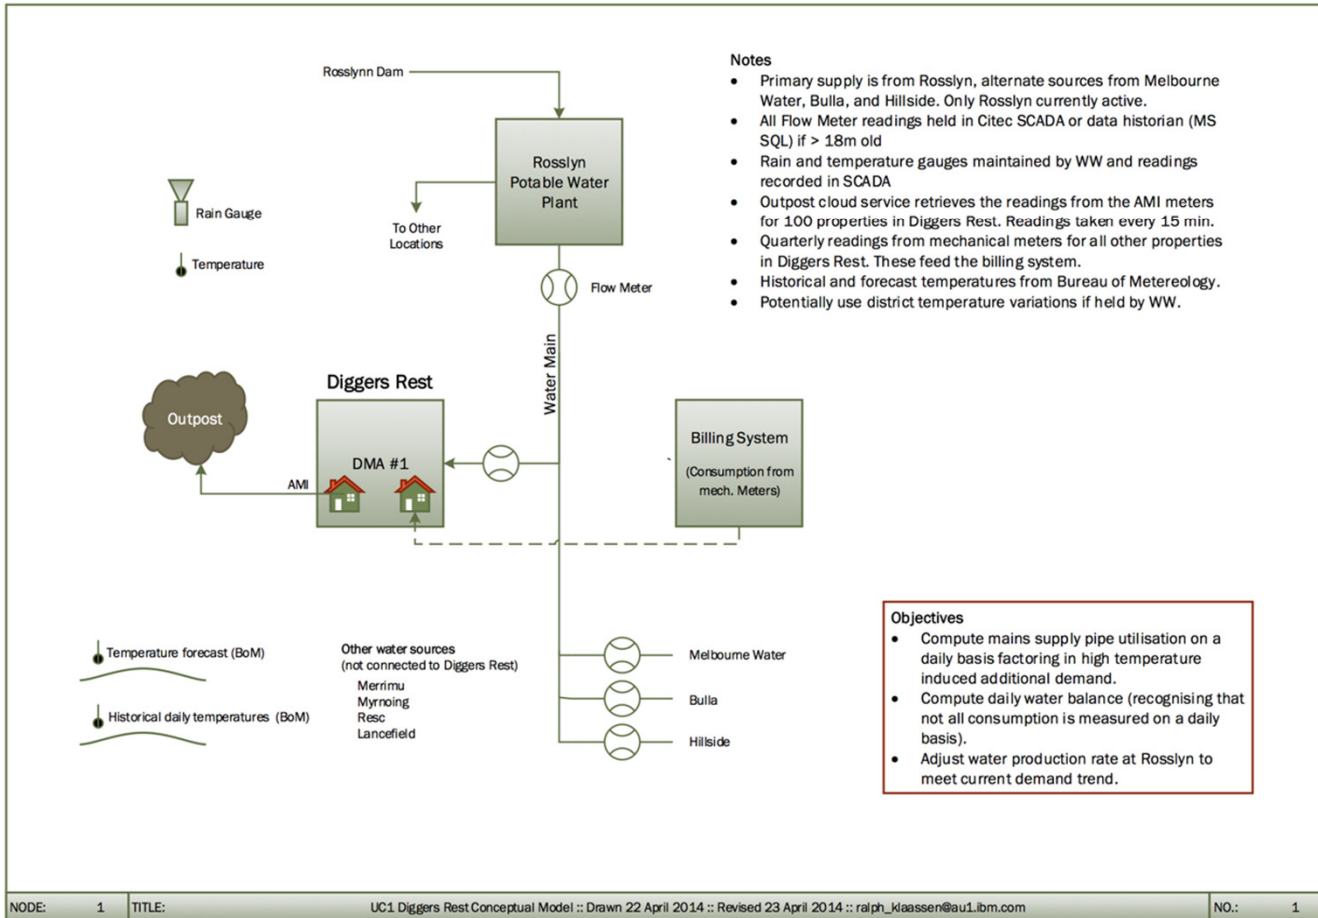 Rosslynn Dam
Rosslyn
Potable Water
Plant
To Other
Locations
Rain Gauge
Temperature
Flow Meter
Water Main
Notes
• Primary supply is from Rosslyn, alternate sources from Melbourne
Water, Bulla, and Hillside. Only Rosslyn currently active.
• All Flow Meter readings held in Citec SCADA or data historian (MS
SQL) if > 18m old
• Rain and temperature gauges maintained by WW and readings
recorded in SCADA
• Outpost cloud service retrieves the readings from the AMI meters
for 100 properties in Diggers Rest. Readings taken every 15 min.
• Quarterly readings from mechanical meters for all other properties
in Diggers Rest. These feed the billing system.
• Historical and forecast temperatures from Bureau of Metereology.
• Potentially use district temperature variations if held by WW.
Outpost
Diggers Rest
DMA #1
AMI
Billing System
(Consumption from
mech. Meters)
Temperature forecast (BoM)
Historical daily temperatures (BoM)
Other water sources
(not connected to Diggers Rest)
Merrimu
Myrnoing
Resc
Lancefield
Melbourne Water
Bulla
Hillside
Objectives
• Compute mains supply pipe utilisation on a
daily basis factoring in high temperature
induced additional demand.
• Compute daily water balance (recognising that
not all consumption is measured on a daily
basis).
• Adjust water production rate at Rosslyn to
meet current demand trend.
NODE: 1 TITLE: UC1 Diggers Rest Conceptual Model :: Drawn 22 April 2014 :: Revised 23 April 2014 :: ralph_klaassen@au1.ibm.com NO.: 1